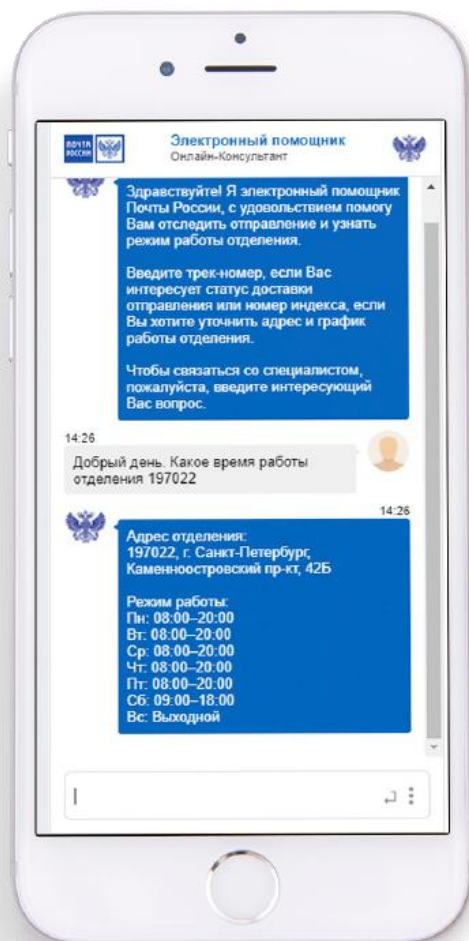 ПОЧТА
РОССИИ
Электронный помощник
Онлайн-Консультант
Здравствуйте! Я электронный помощник
Почты России, с удовольствием помогу
Вам отследить отправление и узнать
режим работы отделения.
Введите трек-номер, если Вас
интересует статус доставки
отправления или номер индекса, если
Вы хотите уточнить адрес и график
работы отделения.
Чтобы связаться со специалистом,
пожалуйста, введите интересующий
Вас вопрос.
14:26
Добрый день. Какое время работы
отделения 197022
14:26
Адрес отделения:
197022, г. Санкт-Петербург,
Каменноостровский пр-кт, 42Б
Режим работы:
Пн: 08:00–20:00
Вт: 08:00–20:00
Ср: 08:00–20:00
Чт: 08:00–20:00
Пт: 08:00–20:00
Сб: 09:00–18:00
Вс: Выходной